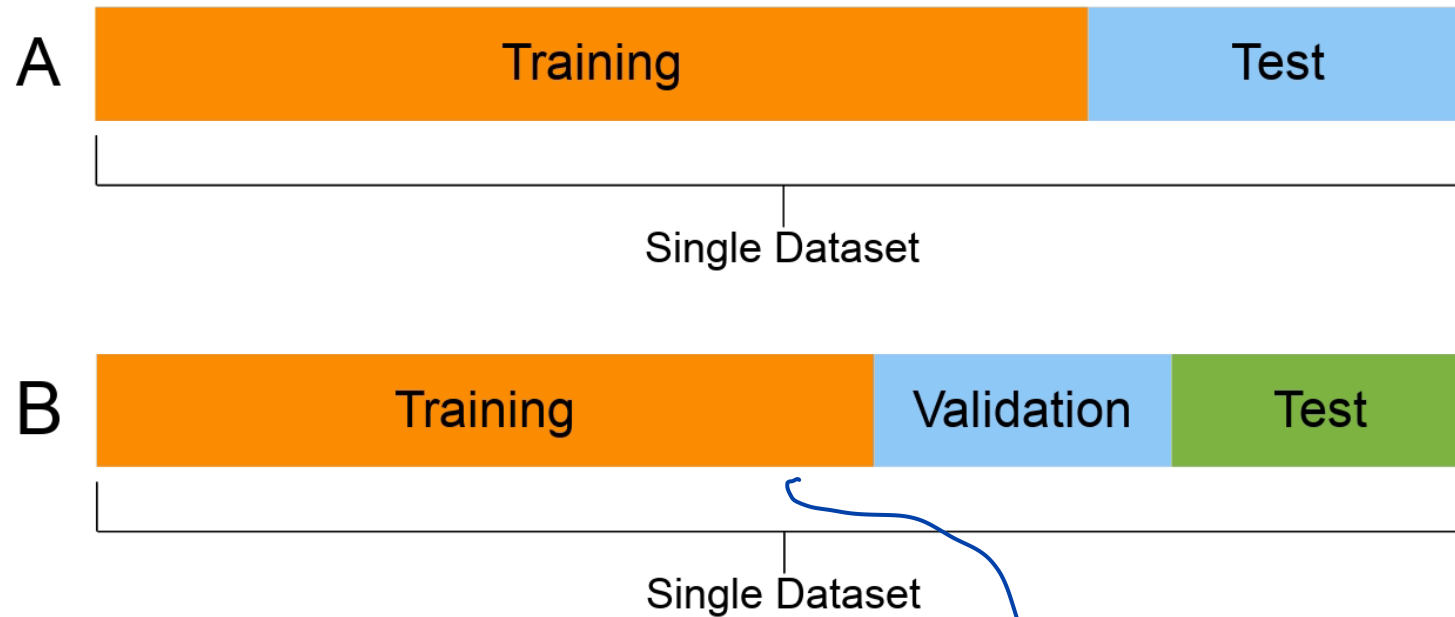 A Training Test
Single Dataset
B Training Validation Test
Single Dataset